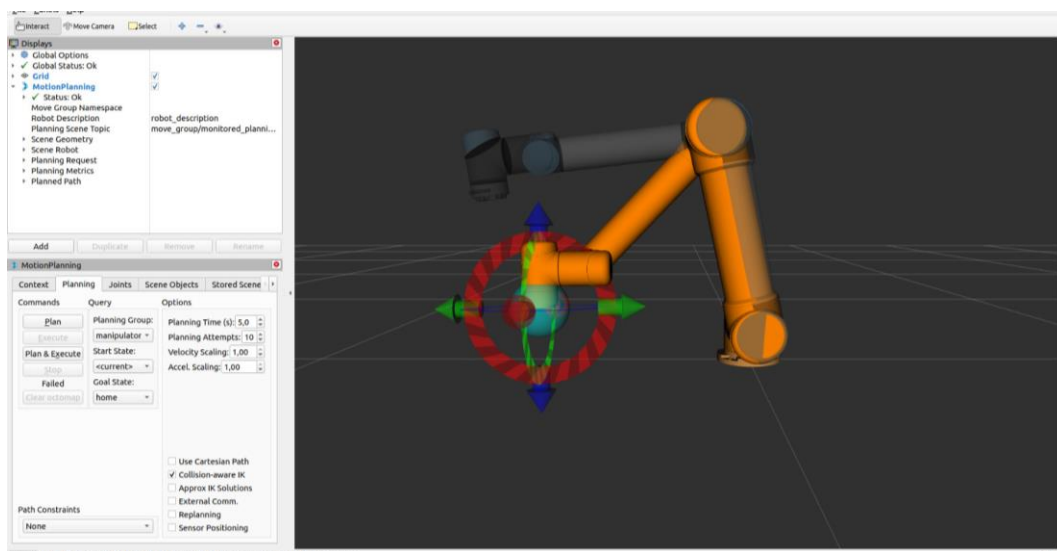 Interact Move Camera Select
Displays
Global Options
Global Status: Ok
Grid
MotionPlanning
Status: Ok
Move Group Namespace
Robot Description robot_description
Planning Scene Topic move_group/monitored_planni...
Scene Geometry
Scene Robot
Planning Request
Planning Metrics
Planned Path
Add Duplicate Remove Rename
MotionPlanning
Context Planning Joints Scene Objects Stored Scene
Commands Query Options
Plan Planning Group: Planning Time (s): 5,0
Execute manipulator Planning Attempts: 10
Plan & Execute Start State: Velocity Scaling: 1,00
Stop <current> Accel. Scaling: 1,00
Failed Goal State:
Clear octomap home
Use Cartesian Path
Collision-aware IK
Approx IK Solutions
External Comm.
Path Constraints Replanning
None Sensor Positioning